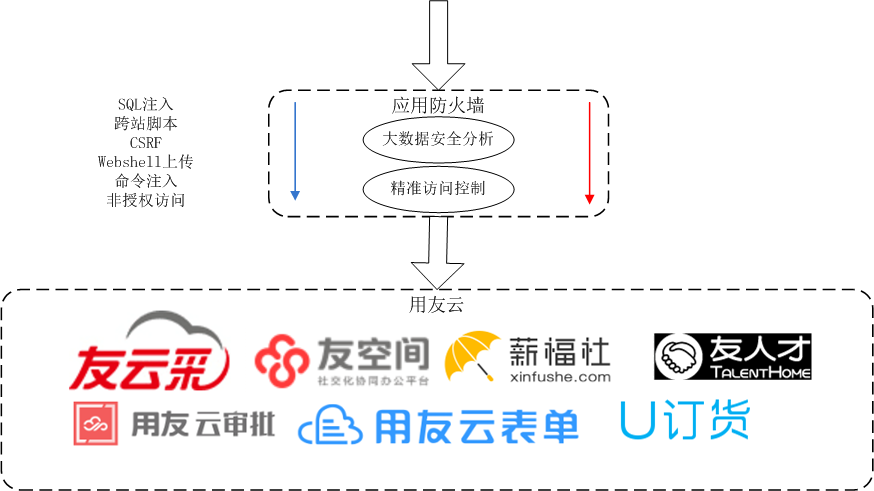 应用防火墙
SQL注入
跨站脚本
CSRF
Webshell上传
命令注入
非授权访问
大数据安全分析
精准访问控制
用友云
友云采
友空间
社交化协同办公平台
薪福社
xinfushe.com
友人才
TALENTHOME
用友云审批
用友云表单
U订货